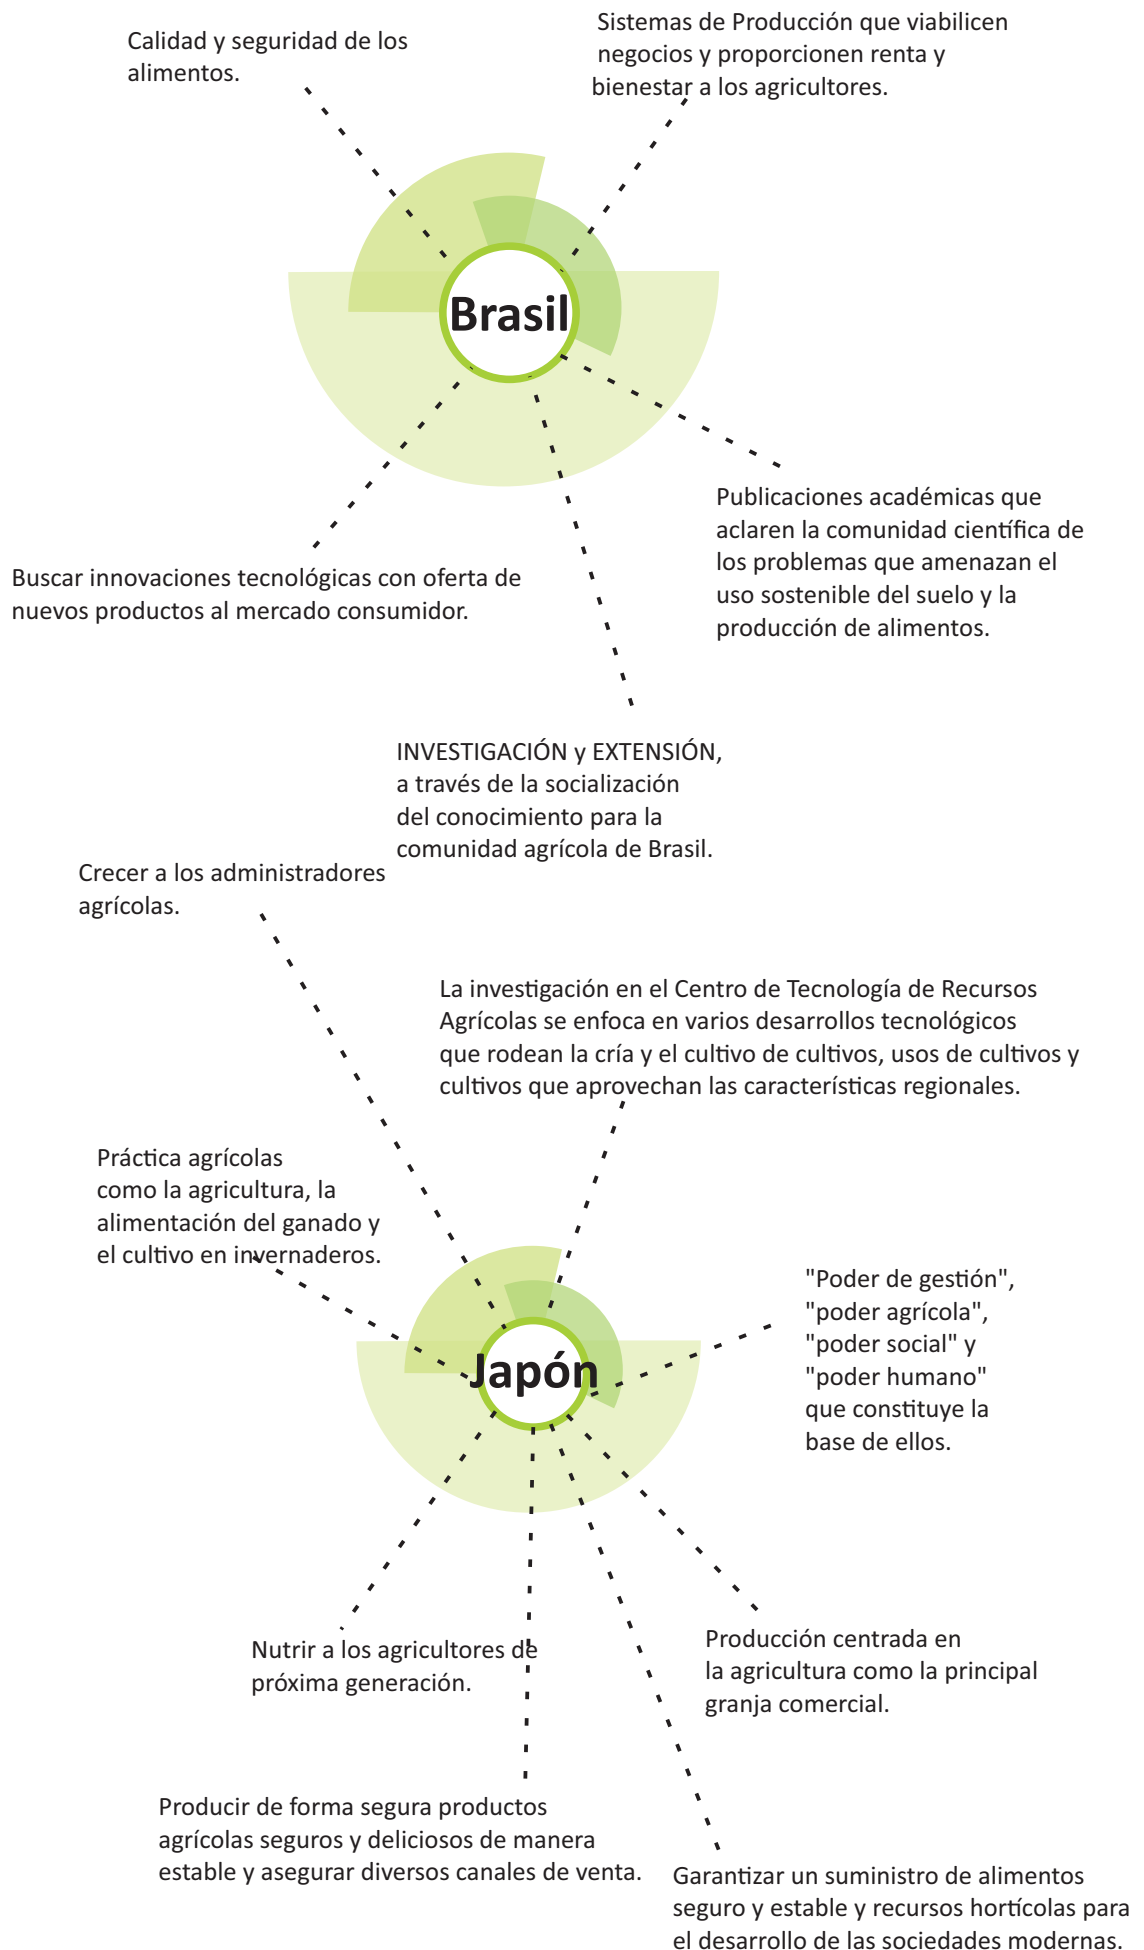 Calidad y seguridad de los
alimentos.
Sistemas de Producción que viabilicen
negocios y proporcionen renta y
bienestar a los agricultores.
Brasil
Publicaciones académicas que
aclaren la comunidad científica de
los problemas que amenazan el
uso sostenible del suelo y la
producción de alimentos.
Buscar innovaciones tecnológicas con oferta de
nuevos productos al mercado consumidor.
INVESTIGACIÓN y EXTENSIÓN,
a través de la socialización
del conocimiento para la
comunidad agrícola de Brasil.
Crecer a los administradores
agrícolas.
La investigación en el Centro de Tecnología de Recursos
Agrícolas se enfoca en varios desarrollos tecnológicos
que rodean la cría y el cultivo de cultivos, usos de cultivos y
cultivos que aprovechan las características regionales.
Práctica agrícolas
como la agricultura, la
alimentación del ganado y
el cultivo en invernaderos.
"Poder de gestión",
"poder agrícola",
"poder social" y
"poder humano"
que constituye la
base de ellos.
Japón
Nutrir a los agricultores de
próxima generación.
Producción centrada en
la agricultura como la principal
granja comercial.
Producir de forma segura productos
agrícolas seguros y deliciosos de manera
estable y asegurar diversos canales de venta.
Garantizar un suministro de alimentos
seguro y estable y recursos hortícolas para
el desarrollo de las sociedades modernas.